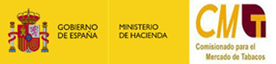 GOBIERNO
DE ESPAÑA
MINISTERIO
DE HACIENDA
CMT
Comisionado para el
Mercado de Tabacos